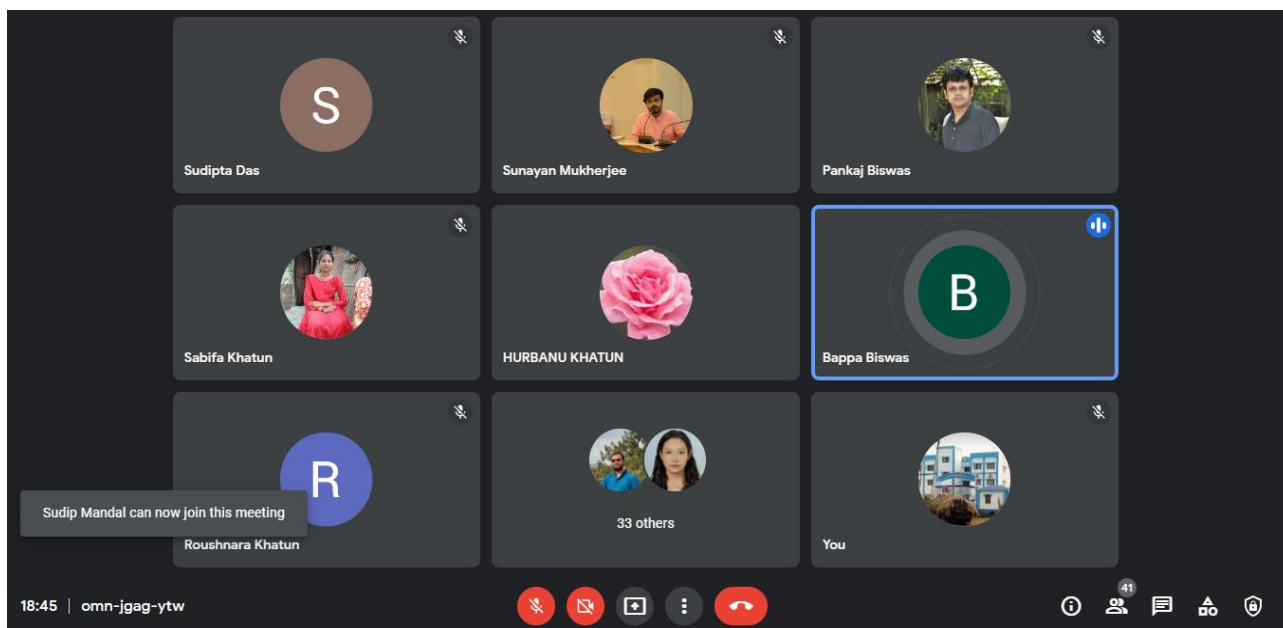 S
Sudipta Das
Sunayan Mukherjee
Pankaj Biswas
Sabifa Khatun
HURBANU KHATUN
B
Bappa Biswas
R
Roushnara Khatun
33 others
You
Sudip Mandal can now join this meeting
18:45 | omn-jgag-ytw
41